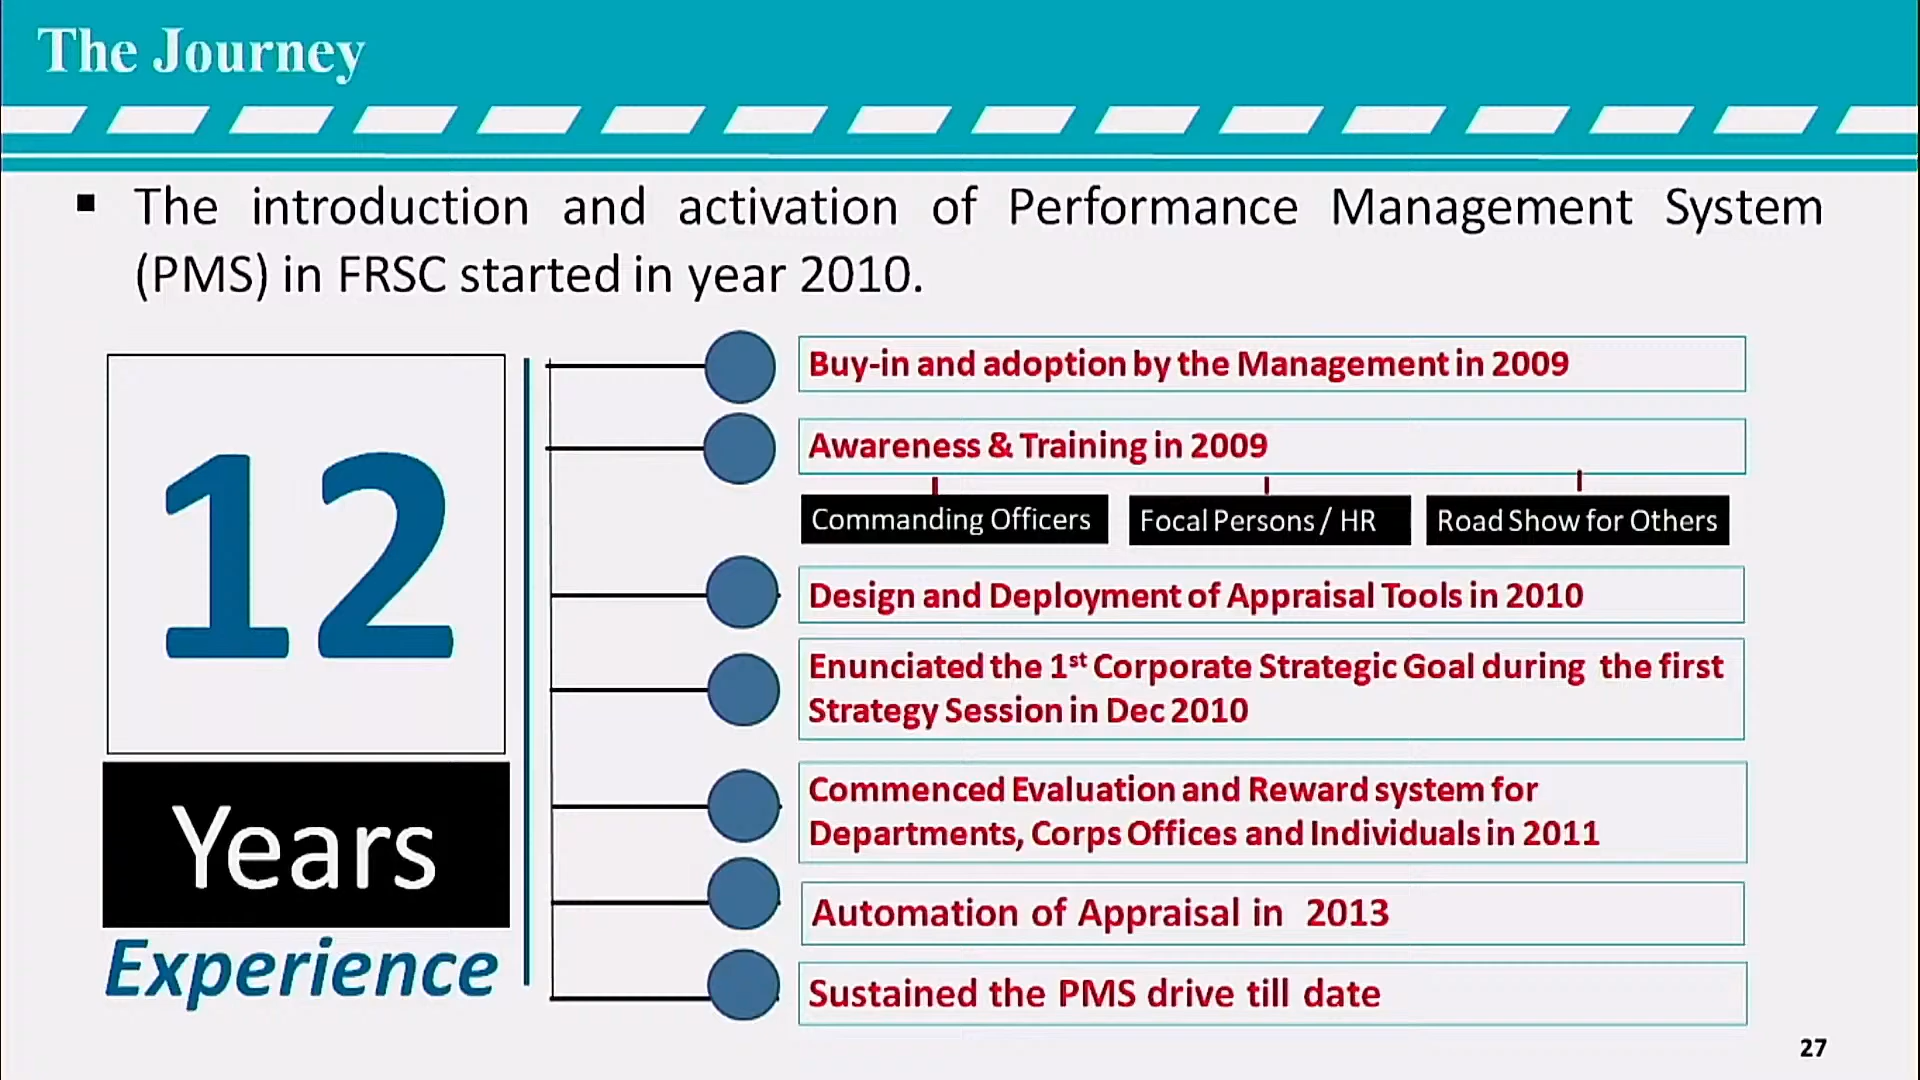 The Journey
▪ The introduction and activation of Performance Management System
(PMS) in FRSC started in year 2010.
12
Years
Experience
Buy-in and adoption by the Management in 2009
Awareness & Training in 2009
Commanding Officers
Focal Persons / HR
Road Show for Others
Design and Deployment of Appraisal Tools in 2010
Enunciated the 1st Corporate Strategic Goal during the first
Strategy Session in Dec 2010
Commenced Evaluation and Reward system for
Departments, Corps Offices and Individuals in 2011
Automation of Appraisal in 2013
Sustained the PMS drive till date
27